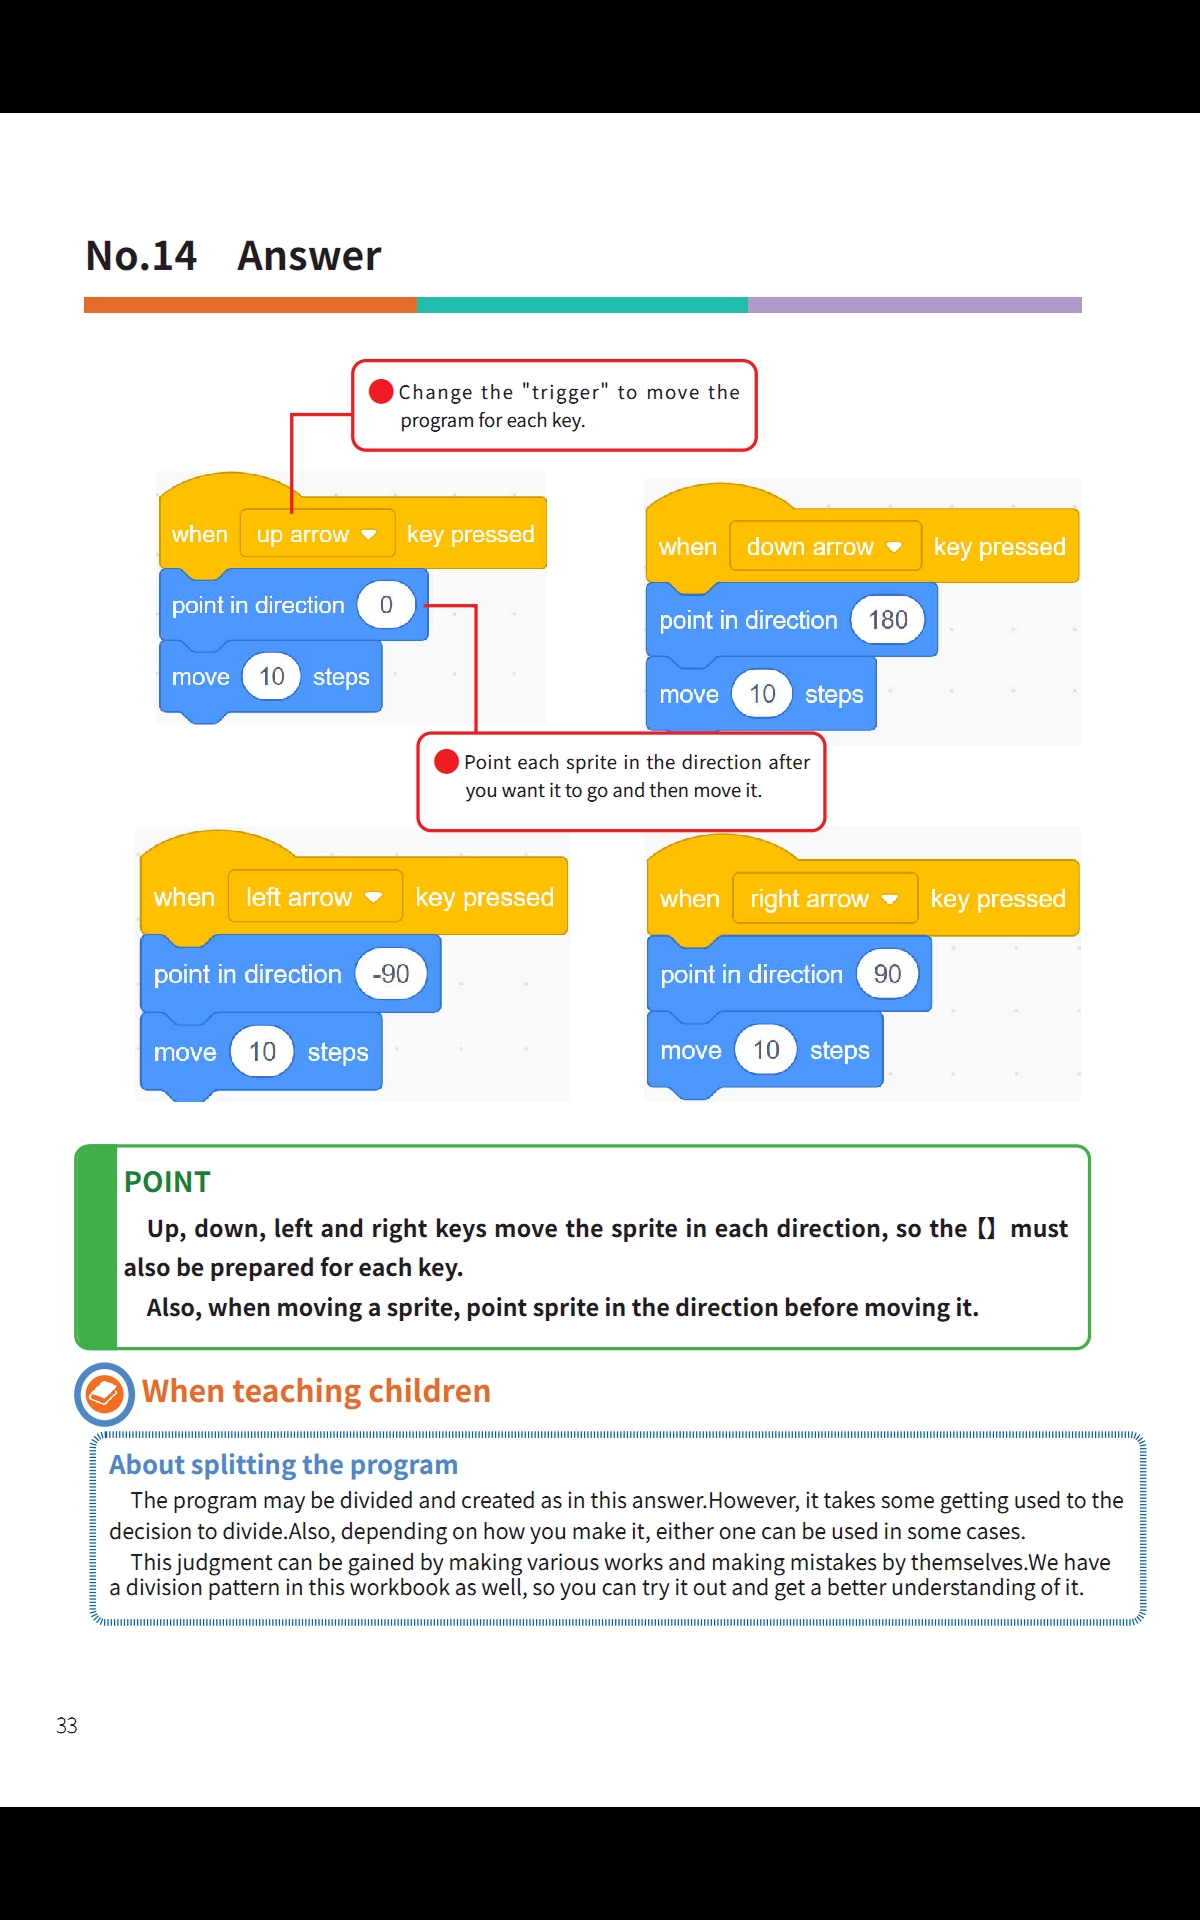 No.14 Answer
Change the "trigger" to move the
program for each key.
when up arrow key pressed
point in direction 0
move 10 steps
when down arrow key pressed
point in direction 180
move 10 steps
Point each sprite in the direction after
you want it to go and then move it.
when left arrow key pressed
point in direction -90
move 10 steps
when right arrow key pressed
point in direction 90
move 10 steps
POINT
Up, down, left and right keys move the sprite in each direction, so the 【】 must
also be prepared for each key.
Also, when moving a sprite, point sprite in the direction before moving it.
When teaching children
About splitting the program
The program may be divided and created as in this answer.However, it takes some getting used to the
decision to divide.Also, depending on how you make it, either one can be used in some cases.
This judgment can be gained by making various works and making mistakes by themselves.We have
a division pattern in this workbook as well, so you can try it out and get a better understanding of it.
33